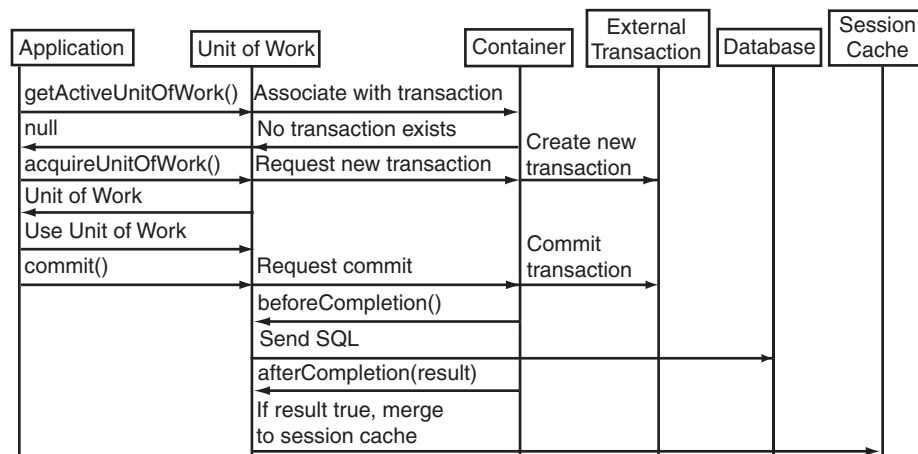 Application
Unit of Work
Container
External
Transaction
Database
Session
Cache
getActiveUnitOfWork()
Associate with transaction
null
No transaction exists
Create new
transaction
acquireUnitOfWork()
Request new transaction
Unit of Work
Use Unit of Work
Commit
transaction
commit()
Request commit
beforeCompletion()
Send SQL
afterCompletion(result)
If result true, merge
to session cache